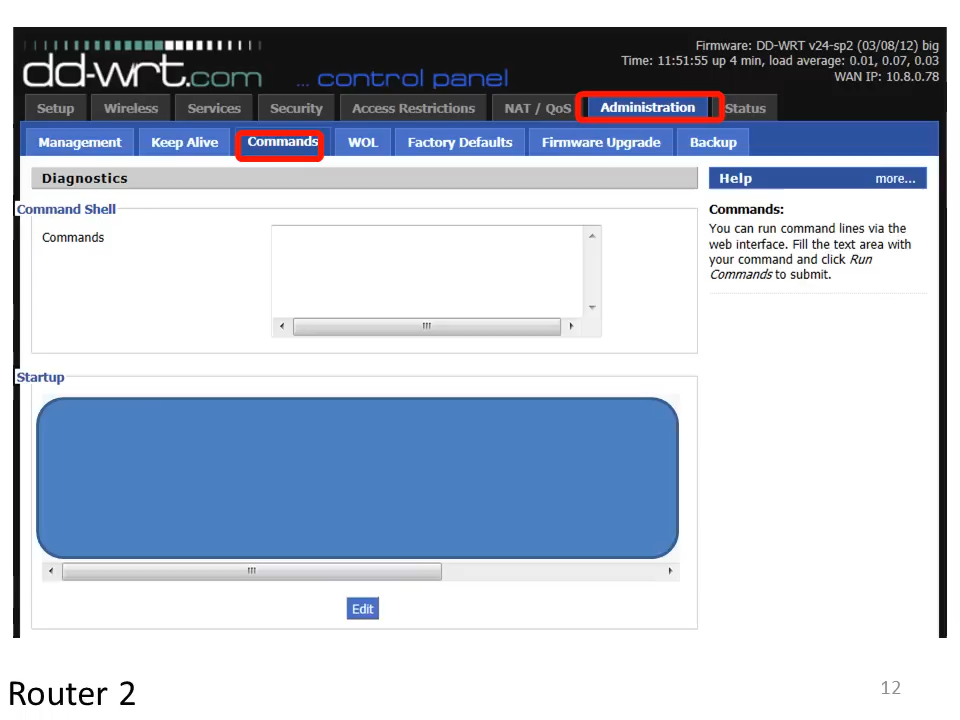 Firmware: DD-WRT v24-sp2 (03/08/12) big
Time: 11:51:55 up 4 min, load average: 0.01, 0.07, 0.03
WAN IP: 10.8.0.78
dd-wrt.com ... control panel
Setup Wireless Services Security Access Restrictions NAT / QoS Administration Status
Management Keep Alive Commands WOL Factory Defaults Firmware Upgrade Backup
Diagnostics
Help more...
Command Shell
Commands
Commands:
You can run command lines via the
web interface. Fill the text area with
your command and click Run
Commands to submit.
Startup
Edit
Router 2
12